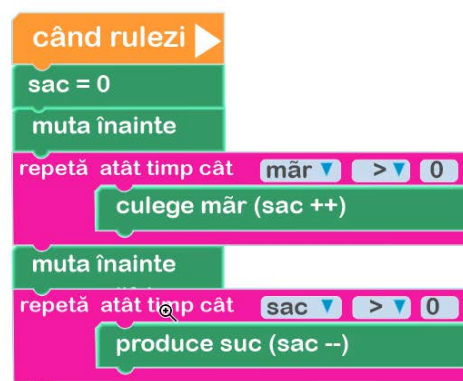 când rulezi
sac = 0
muta înainte
repetă atât timp cât măr > 0
culege măr (sac ++)
muta înainte
repetă atât timp cât sac > 0
produce suc (sac --)